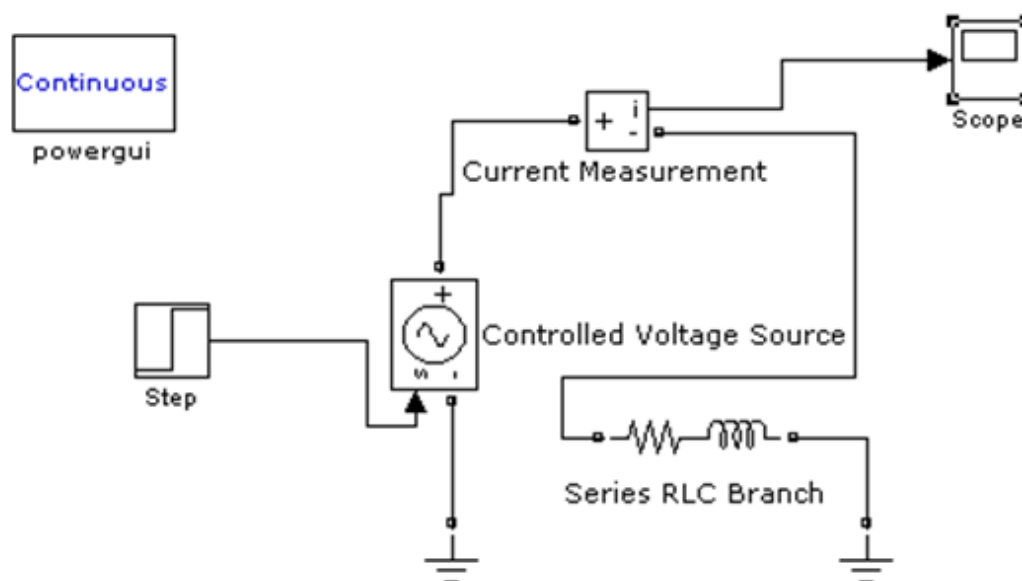 Continuous
powergui
Scope
+ i
-
Current Measurement
+
Controlled Voltage Source
s -
Step
Series RLC Branch